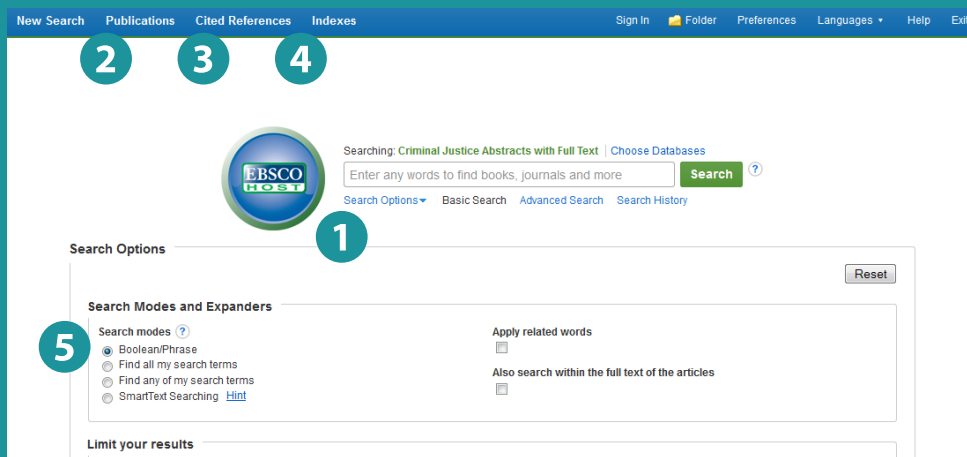 New Search Publications Cited References Indexes Sign In Folder Preferences Languages Help Exit
2 3 4
Searching: Criminal Justice Abstracts with Full Text | Choose Databases
EBSCO
HOST
Enter any words to find books, journals and more Search ?
Search Options Basic Search Advanced Search Search History
1
Search Options
Reset
Search Modes and Expanders
5
Search modes ? Apply related words
Boolean/Phrase
Find all my search terms
Also search within the full text of the articles
Find any of my search terms
SmartText Searching Hint
Limit your results